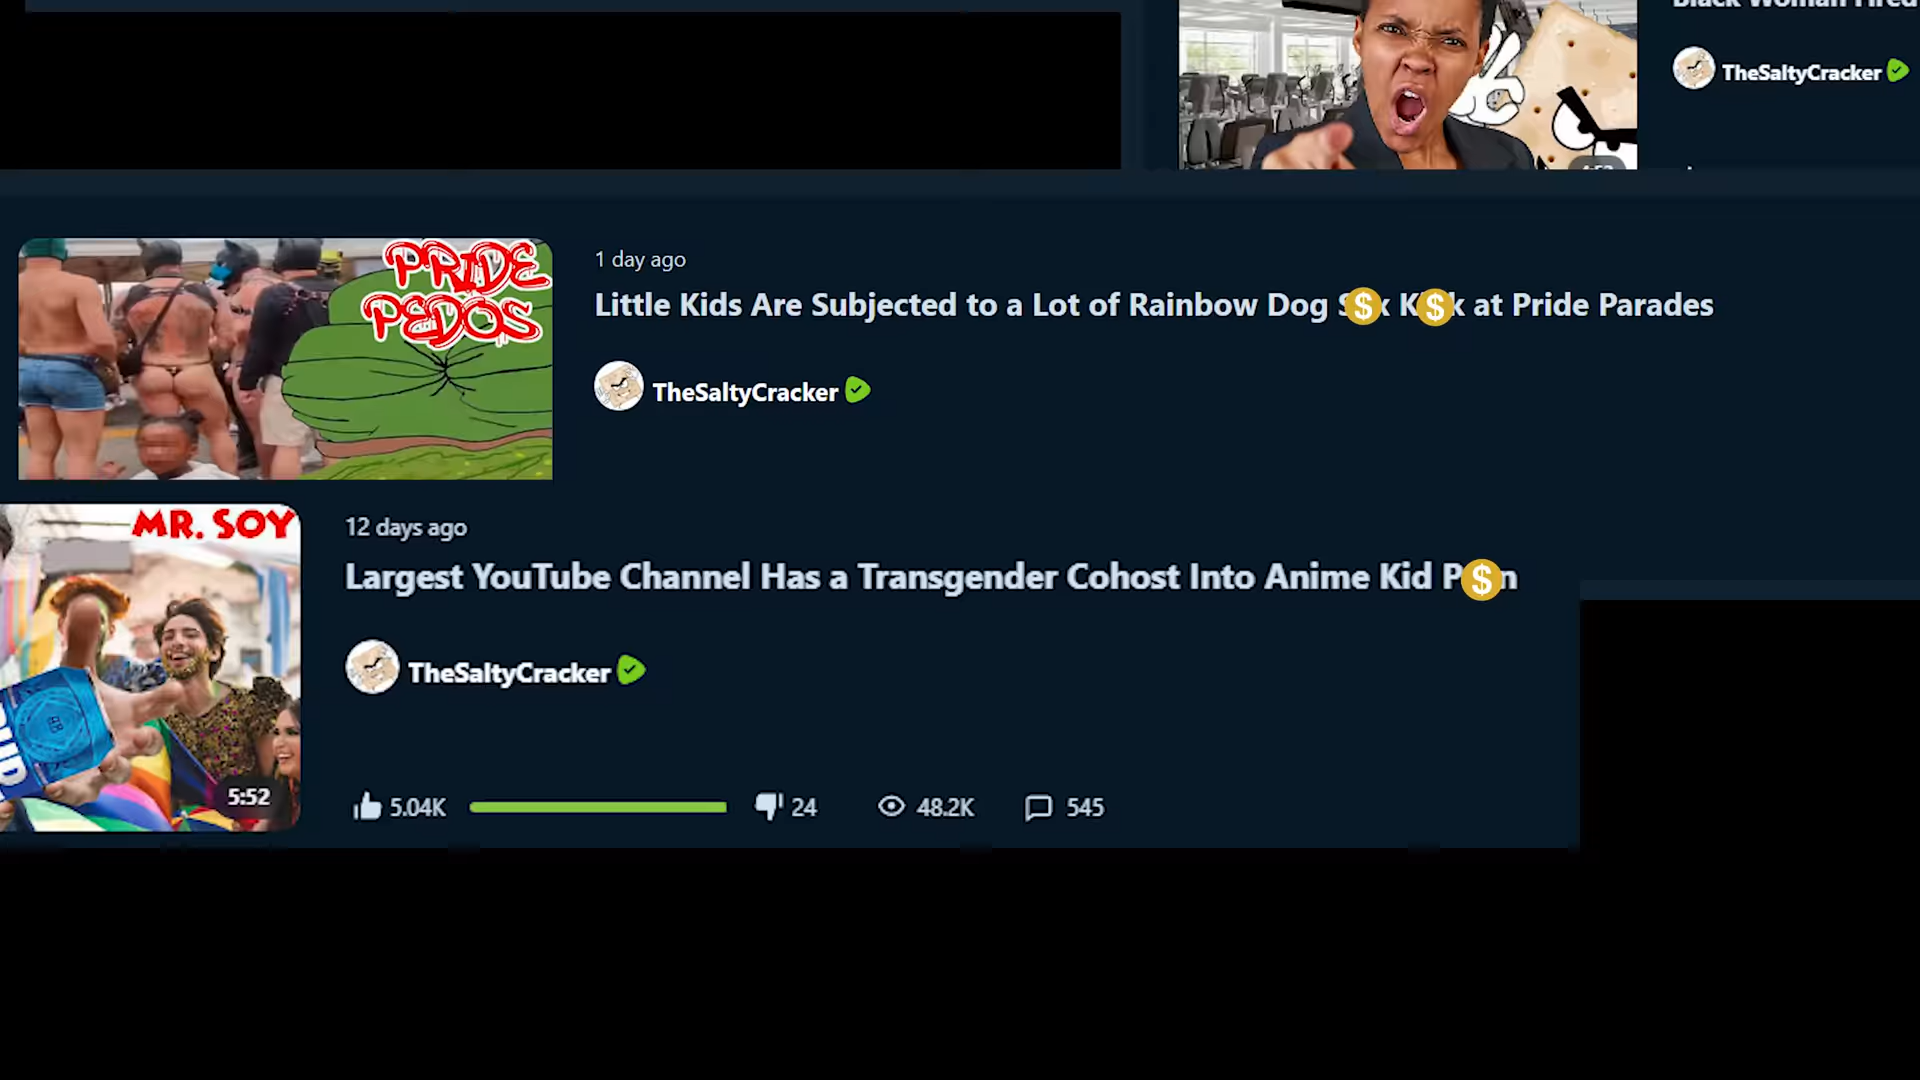 TheSaltyCracker
PRIDE
PEDOS
1 day ago
Little Kids Are Subjected to a Lot of Rainbow Dog S$x K$k at Pride Parades
TheSaltyCracker
MR. SOY
12 days ago
Largest YouTube Channel Has a Transgender Cohost Into Anime Kid P$n
TheSaltyCracker
5:52
5.04K 24 48.2K 545